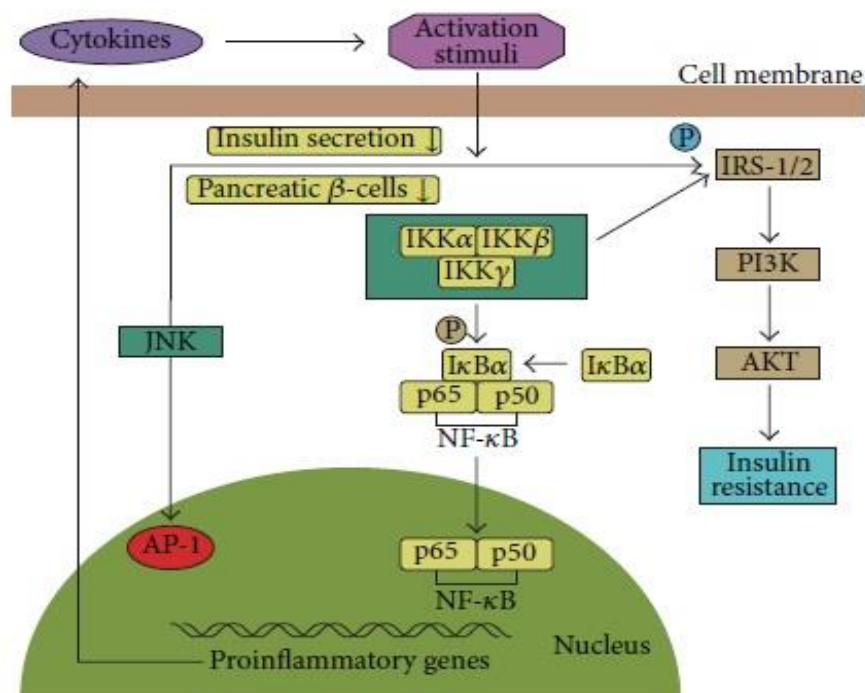 Cytokines
Activation
stimuli
Cell membrane
Insulin secretion ↓
P
IRS-1/2
Pancreatic β-cells ↓
IKKα IKKβ
IKKγ
PI3K
P
JNK
IκBα
IκBα
AKT
p65 p50
NF-κB
Insulin
resistance
AP-1
p65 p50
NF-κB
Nucleus
Proinflammatory genes